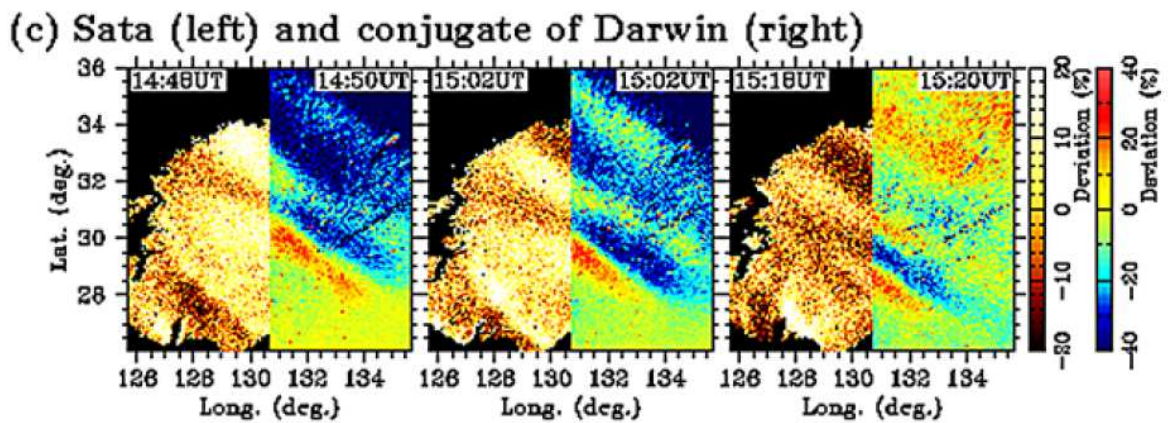 (c) Sata (left) and conjugate of Darwin (right)
14:48UT 14:50UT 15:02UT 15:02UT 15:18UT 15:20UT
36
34
32
30
28
Lat. (deg.)
126 128 130 132 134 126 128 130 132 134 126 128 130 132 134
Long. (deg.) Long. (deg.) Long. (deg.)
20
10
0
-10
-20
Deviation (%)
40
20
0
-20
-40
Deviation (%)